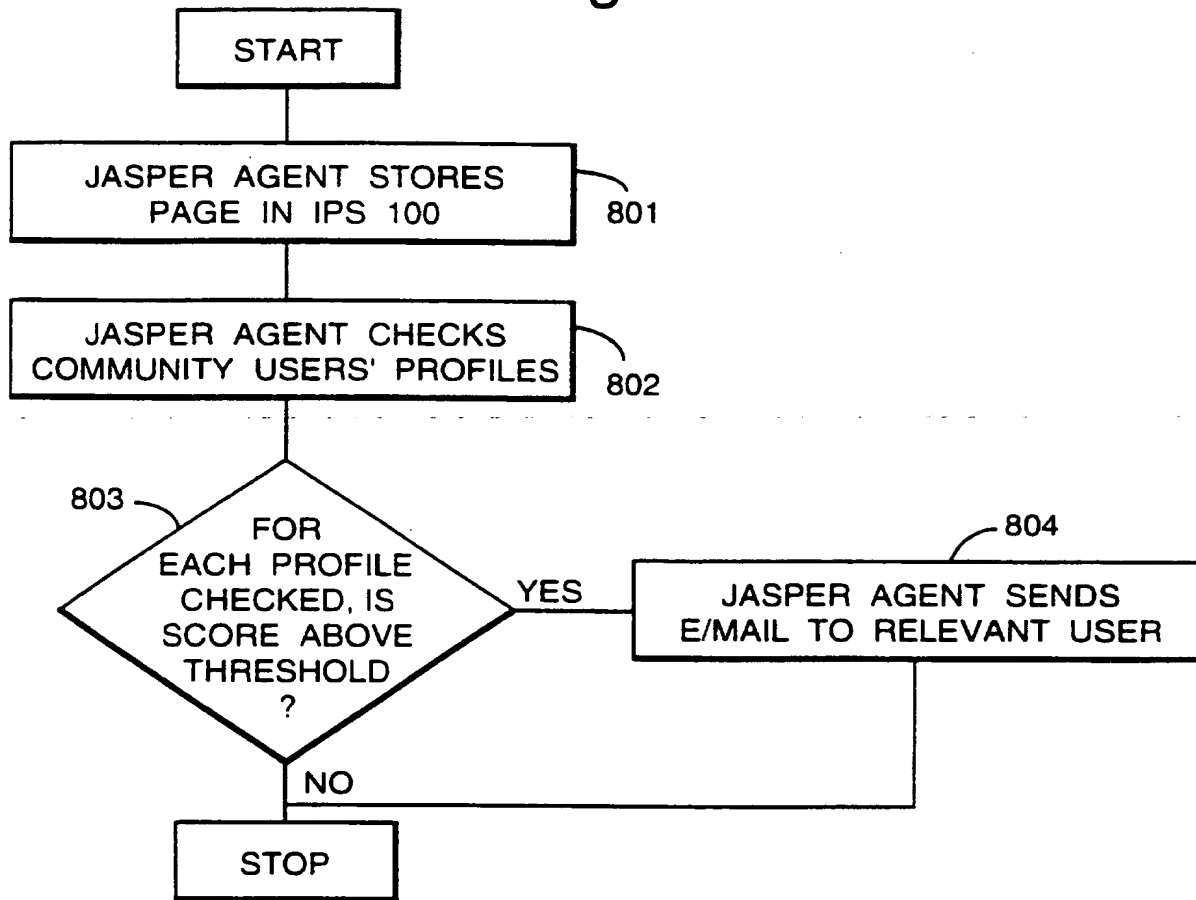 START
JASPER AGENT STORES
PAGE IN IPS 100
801
JASPER AGENT CHECKS
COMMUNITY USERS' PROFILES
802
803
FOR
EACH PROFILE
CHECKED, IS
SCORE ABOVE
THRESHOLD
?
YES
804
JASPER AGENT SENDS
E/MAIL TO RELEVANT USER
NO
STOP